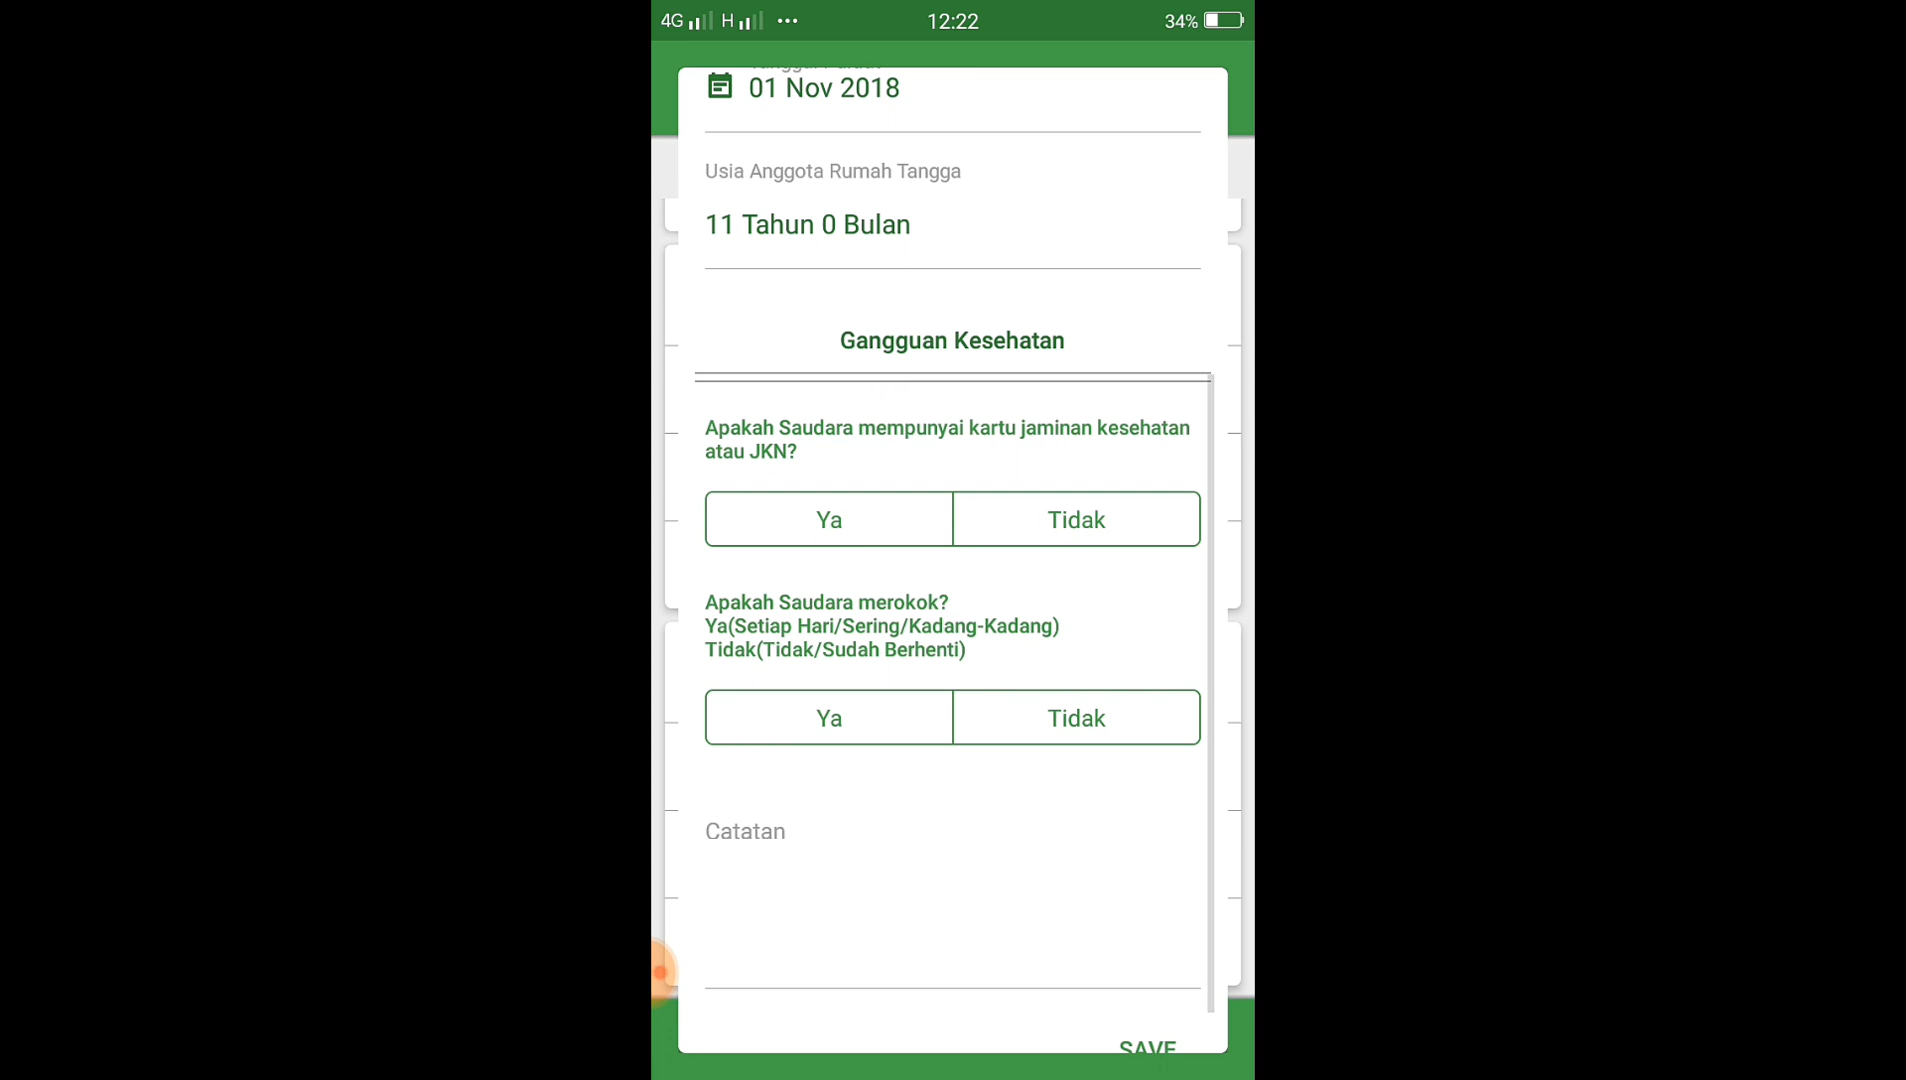 4G H ... 12:22 34%
01 Nov 2018
Usia Anggota Rumah Tangga
11 Tahun 0 Bulan
Gangguan Kesehatan
Apakah Saudara mempunyai kartu jaminan kesehatan
atau JKN?
Ya Tidak
Apakah Saudara merokok?
Ya(Setiap Hari/Sering/Kadang-Kadang)
Tidak(Tidak/Sudah Berhenti)
Ya Tidak
Catatan
SAVE